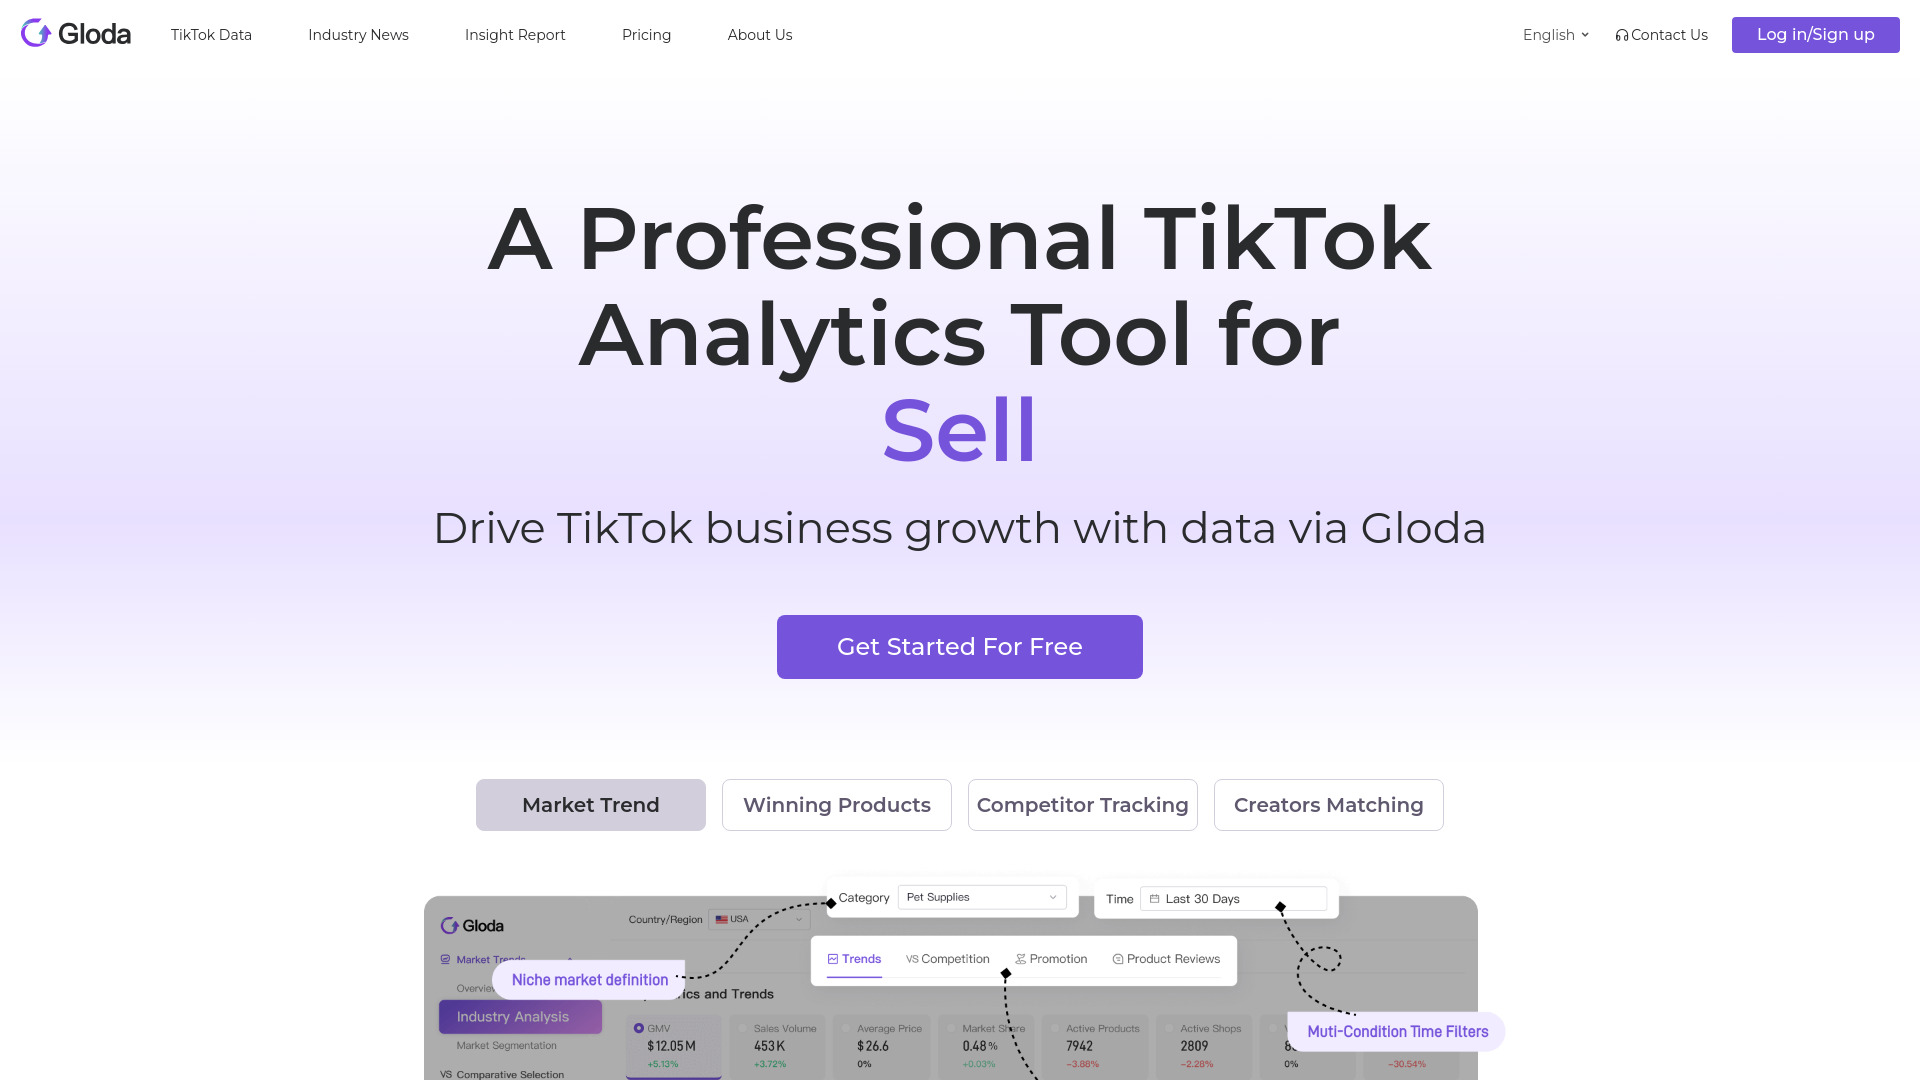 Gloda
TikTok Data
Industry News
Insight Report
Pricing
About Us
English
Contact Us
Log in/Sign up
A Professional TikTok
Analytics Tool for
Sell
Drive TikTok business growth with data via Gloda
Get Started For Free
Market Trend
Winning Products
Competitor Tracking
Creators Matching
Category
Pet Supplies
Time
Last 30 Days
Gloda
Country/Region
USA
Trends
VS Competition
Promotion
Product Reviews
Market Trends
Niche market definition
and Trends
Industry Analysis
Muti-Condition Time Filters
GMV
$12.05M
+5.13%
Sales Volume
453K
+3.72%
Average Price
$26.6
0%
Market Share
0.48%
+0.03%
Active Products
7942
-3.86%
Active Shops
2809
-2.28%
0%
-30.54%
Market Segmentation
VS Comparative Selection